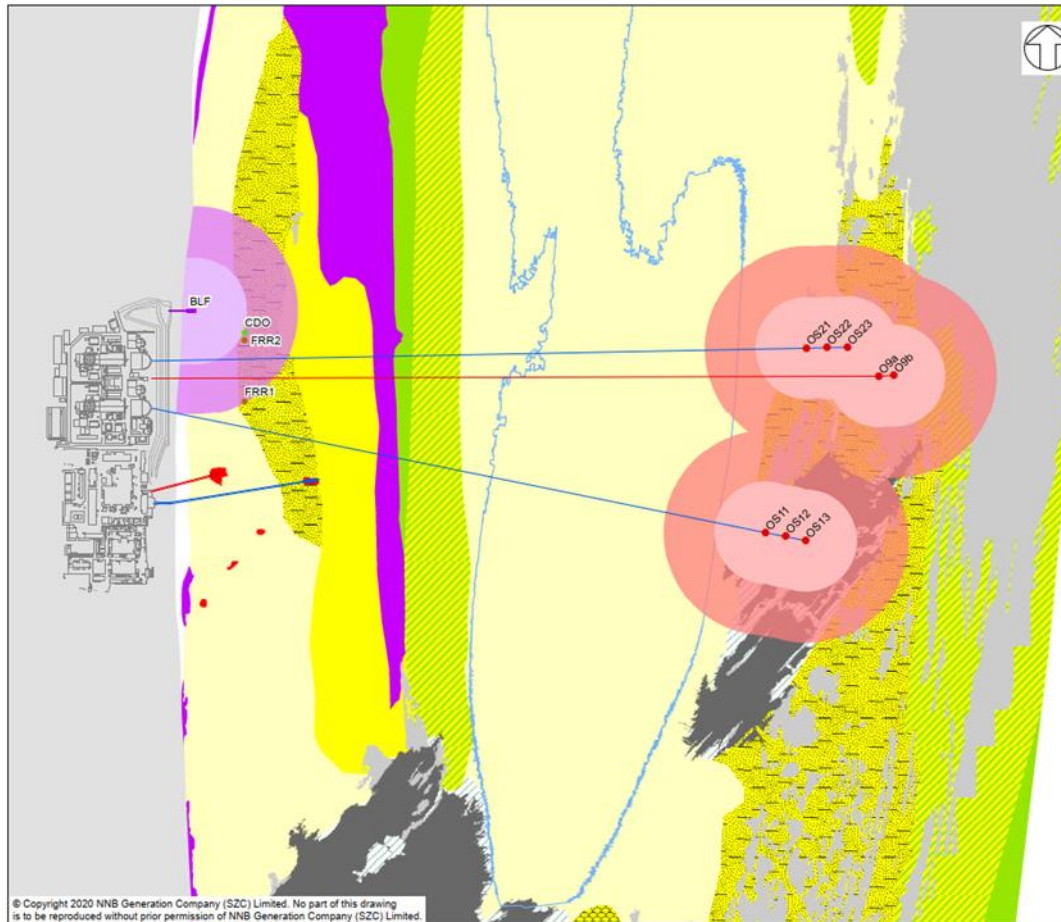 BLF
CDO
FRR2
FRR1
OS21
OS22
OS23
O9a
O9b
OS11
OS12
OS13
© Copyright 2020 NNB Generation Company (SZC) Limited. No part of this drawing
is to be reproduced without prior permission of NNB Generation Company (SZC) Limited.